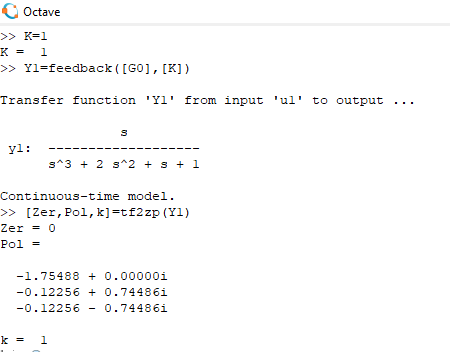 Octave
>> K=1
K =  1
>> Y1=feedback([G0],[K])
Transfer function 'Y1' from input 'u1' to output ...
s
y1:  -------------------
s^3 + 2 s^2 + s + 1
Continuous-time model.
>> [Zer,Pol,k]=tf2zp(Y1)
Zer = 0
Pol =
-1.75488 + 0.00000i
-0.12256 + 0.74486i
-0.12256 - 0.74486i
k =  1